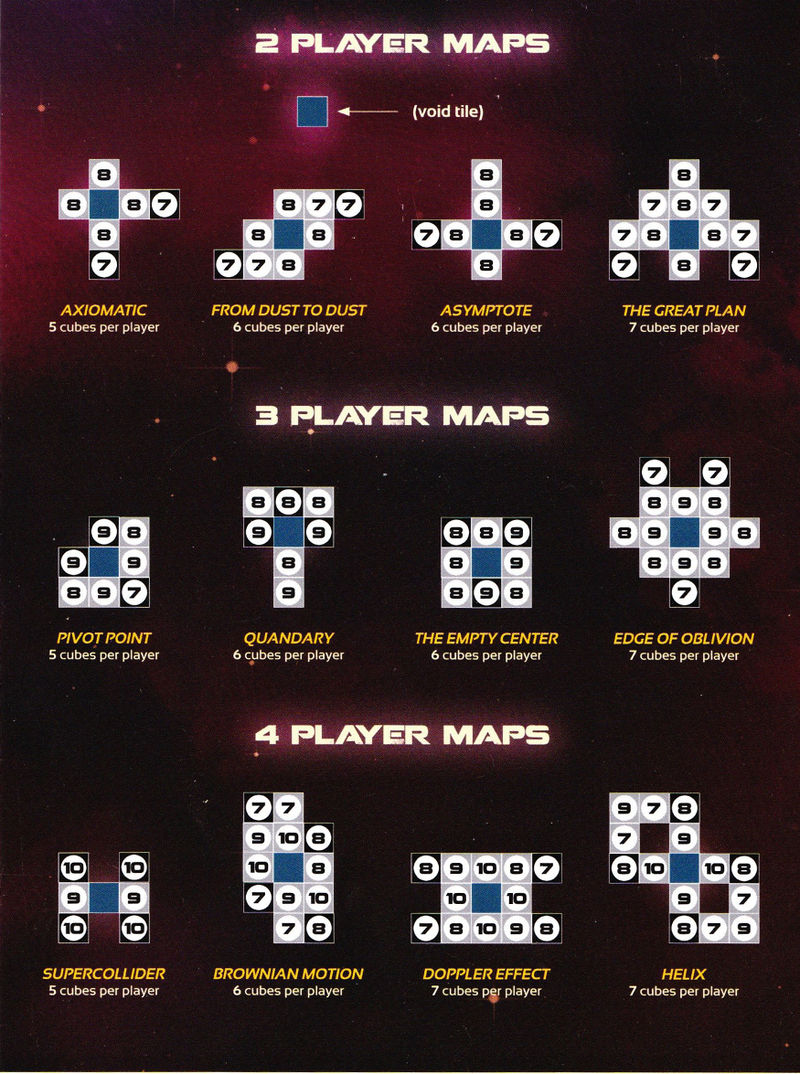 2 PLAYER MAPS
(void tile)
8 8 8 8
8 8 7 8 7 7 8 7 8 7
8 8 8 7 8 8 7 7 8 8 7
7 7 7 8 8 7 8 7
AXIOMATIC FROM DUST TO DUST ASYMPTOTE THE GREAT PLAN
5 cubes per player 6 cubes per player 6 cubes per player 7 cubes per player
3 PLAYER MAPS
7 7
8 8 8 8 9 8
9 8 9 9 8 8 9 8 9 9 8
9 9 8 8 9 8 9 8
8 9 7 9 8 9 8 7
PIVOT POINT QUANDARY THE EMPTY CENTER EDGE OF OBLIVION
5 cubes per player 6 cubes per player 6 cubes per player 7 cubes per player
4 PLAYER MAPS
7 7 9 7 8
9 10 8 7 9
10 10 10 8 8 9 10 8 7 8 10 10 8
9 9 7 9 10 10 10 9 7
10 10 7 8 7 8 10 9 8 8 7 9
SUPERCOLLIDER BROWNIAN MOTION DOPPLER EFFECT HELIX
5 cubes per player 6 cubes per player 7 cubes per player 7 cubes per player